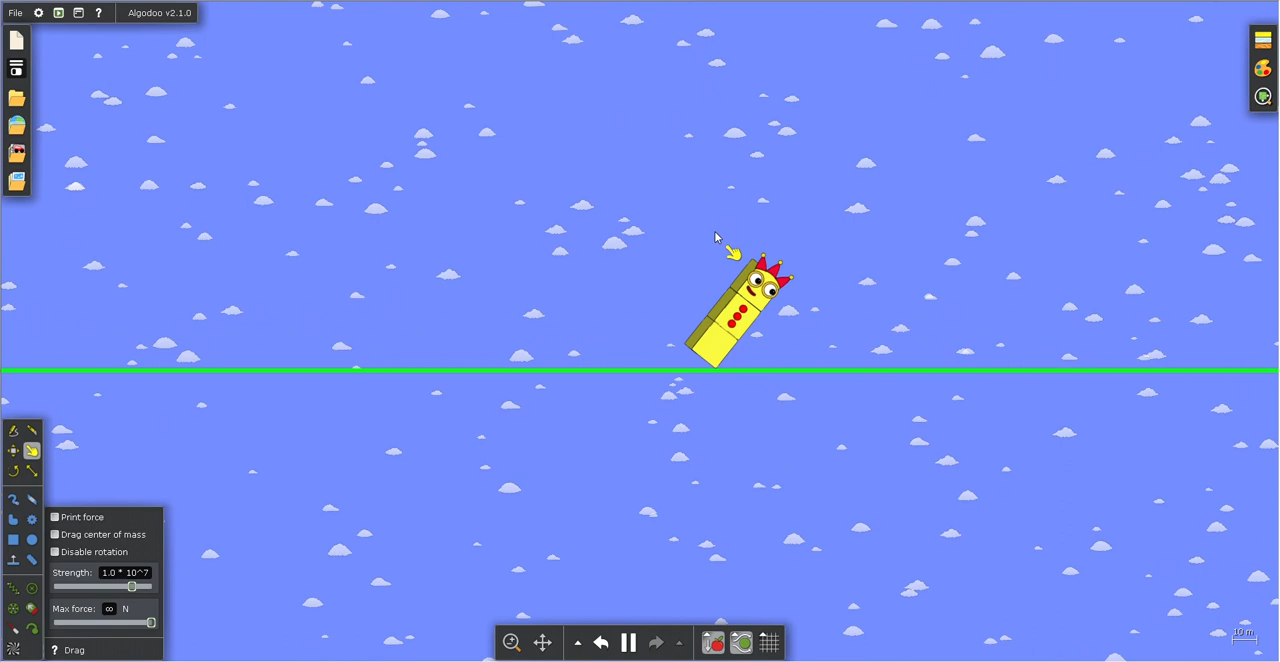 File ? Algodoo v2.1.0
Print force
Drag center of mass
Disable rotation
Strength: 1.0 * 10^7
Max force: ∞ N
? Drag
10 m